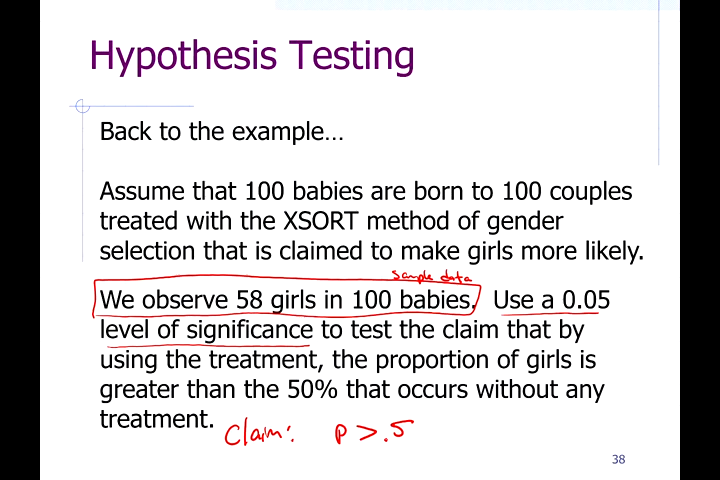 Hypothesis Testing
Back to the example…
Assume that 100 babies are born to 100 couples
treated with the XSORT method of gender
selection that is claimed to make girls more likely.
sample data
We observe 58 girls in 100 babies. Use a 0.05
level of significance to test the claim that by
using the treatment, the proportion of girls is
greater than the 50% that occurs without any
treatment.
Claim: p > .5
38